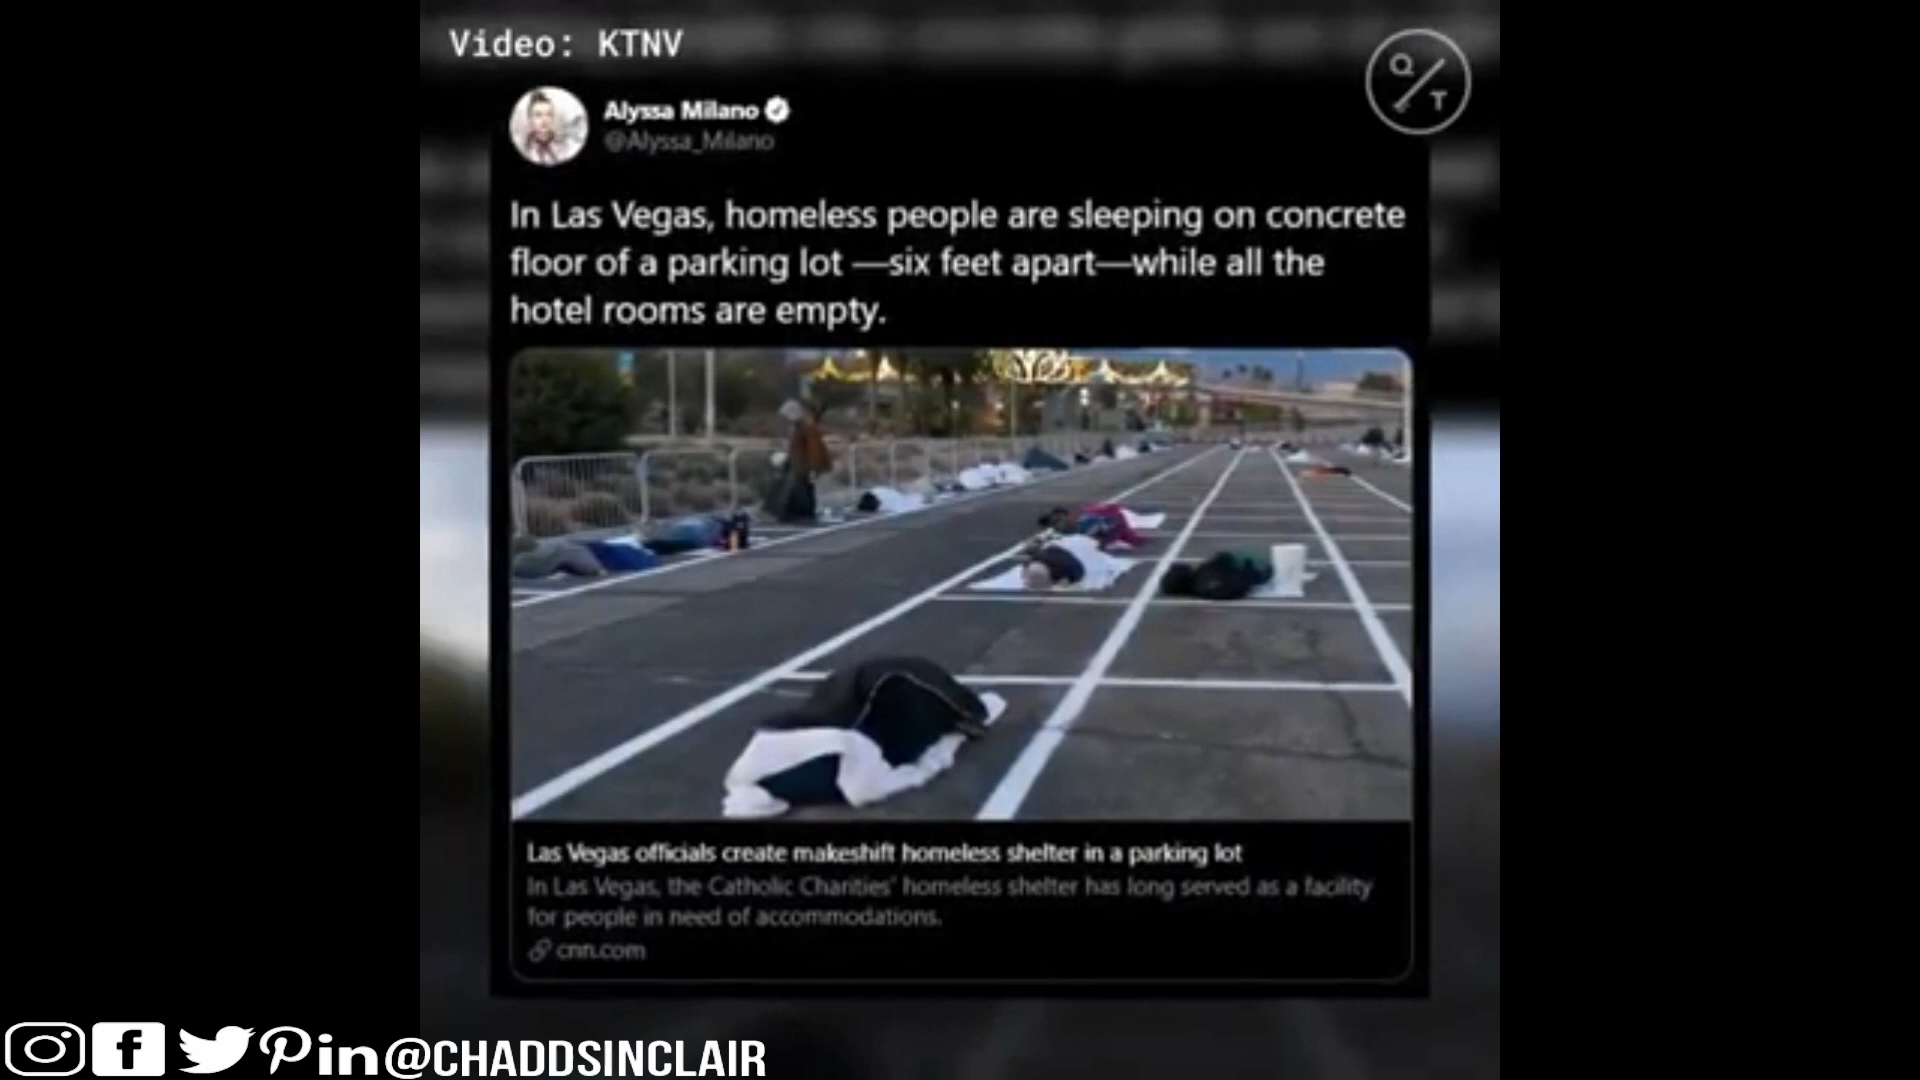 Video: KTNV
Q/T
Alyssa Milano
@Alyssa_Milano
In Las Vegas, homeless people are sleeping on concrete
floor of a parking lot —six feet apart—while all the
hotel rooms are empty.
Las Vegas officials create makeshift homeless shelter in a parking lot
In Las Vegas, the Catholic Charities' homeless shelter has long served as a facility
for people in need of accommodations.
cnn.com
@CHADDSINCLAIR